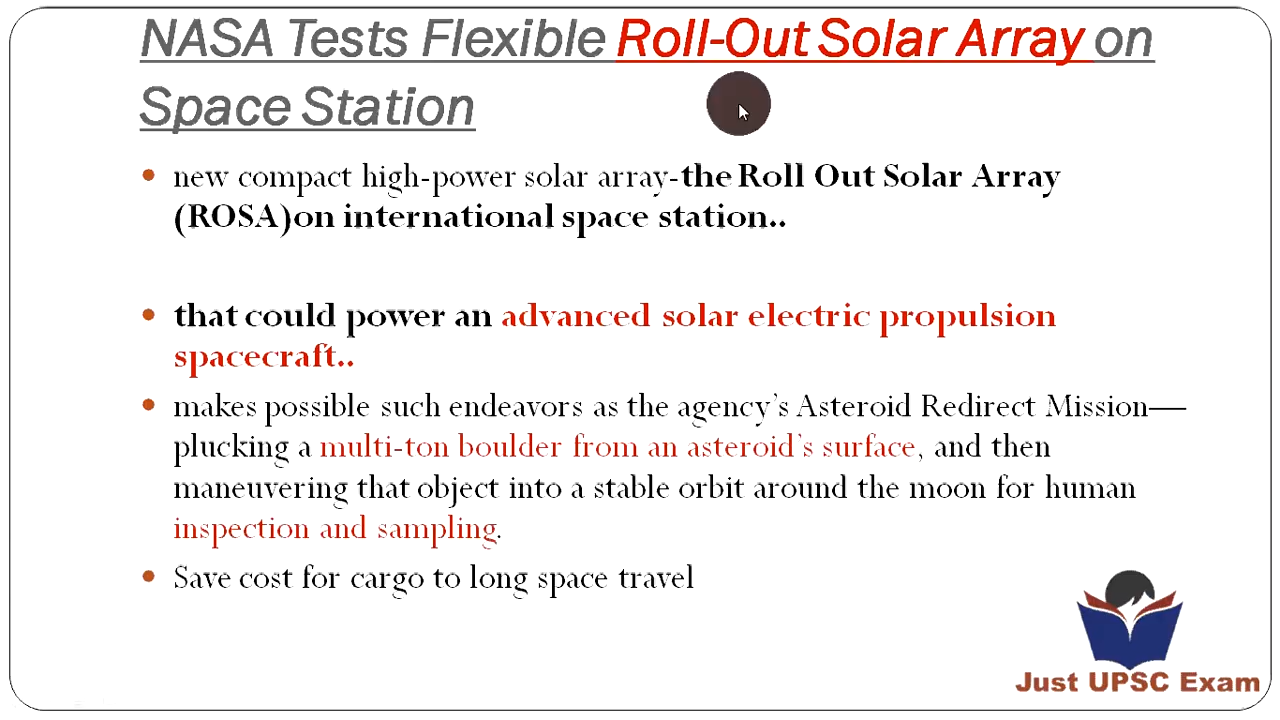 NASA Tests Flexible Roll-Out Solar Array on
Space Station
• new compact high-power solar array-the Roll Out Solar Array
(ROSA)on international space station..
• that could power an advanced solar electric propulsion
spacecraft..
• makes possible such endeavors as the agency’s Asteroid Redirect Mission—
plucking a multi-ton boulder from an asteroid’s surface, and then
maneuvering that object into a stable orbit around the moon for human
inspection and sampling.
• Save cost for cargo to long space travel
Just UPSC Exam